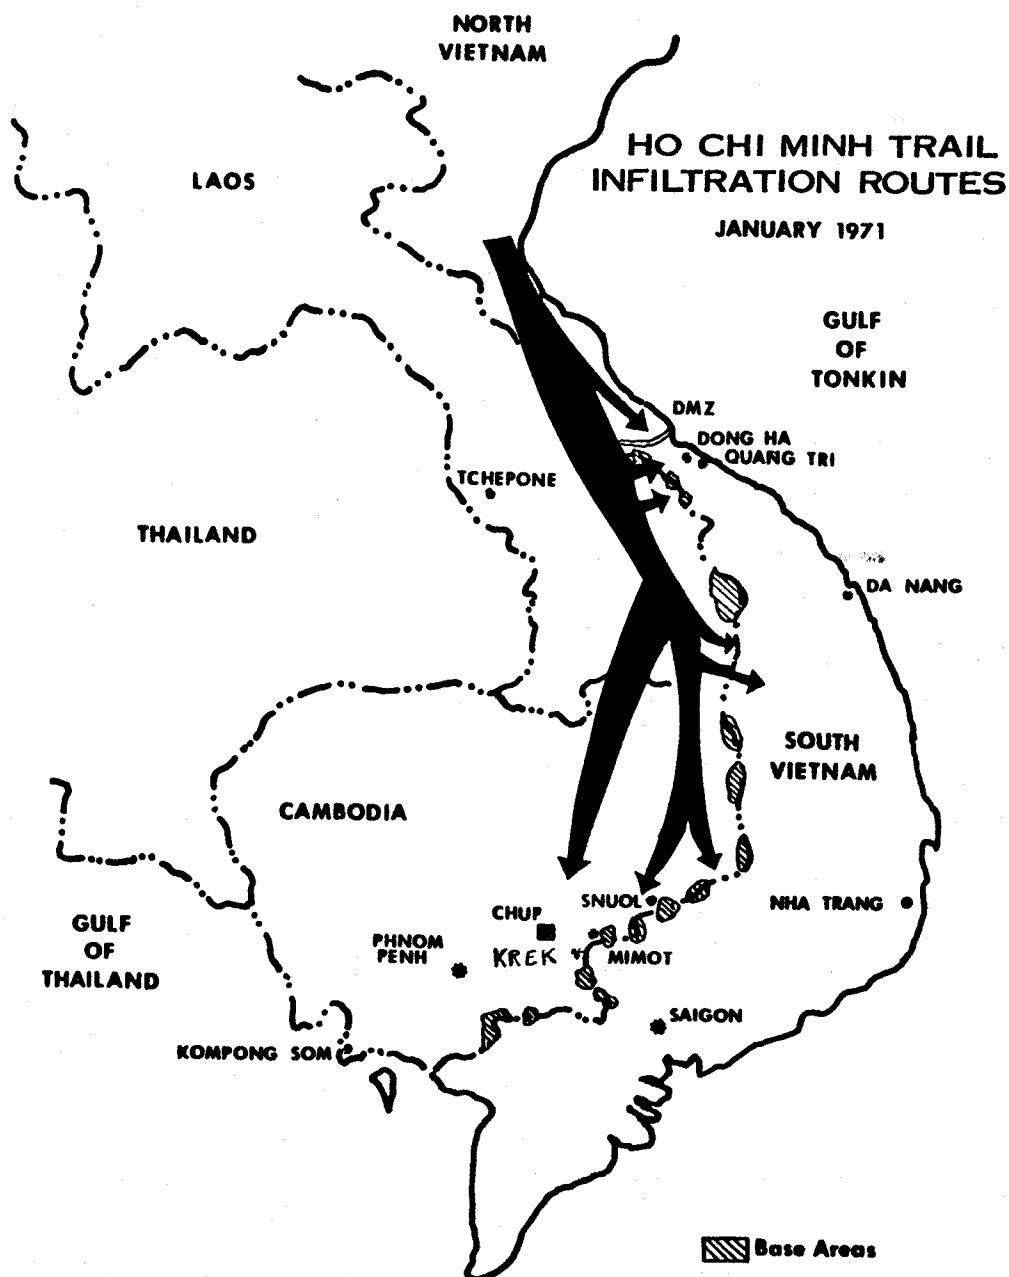 NORTH
VIETNAM
HO CHI MINH TRAIL
INFILTRATION ROUTES
JANUARY 1971
LAOS
GULF
OF
TONKIN
DMZ
DONG HA
QUANG TRI
TCHEPONE
THAILAND
DA NANG
SOUTH
VIETNAM
CAMBODIA
SNUOL
NHA TRANG
CHUP
GULF
OF
THAILAND
PHNOM
PENH
KREK
MIMOT
SAIGON
KOMPONG SOM
Base Areas